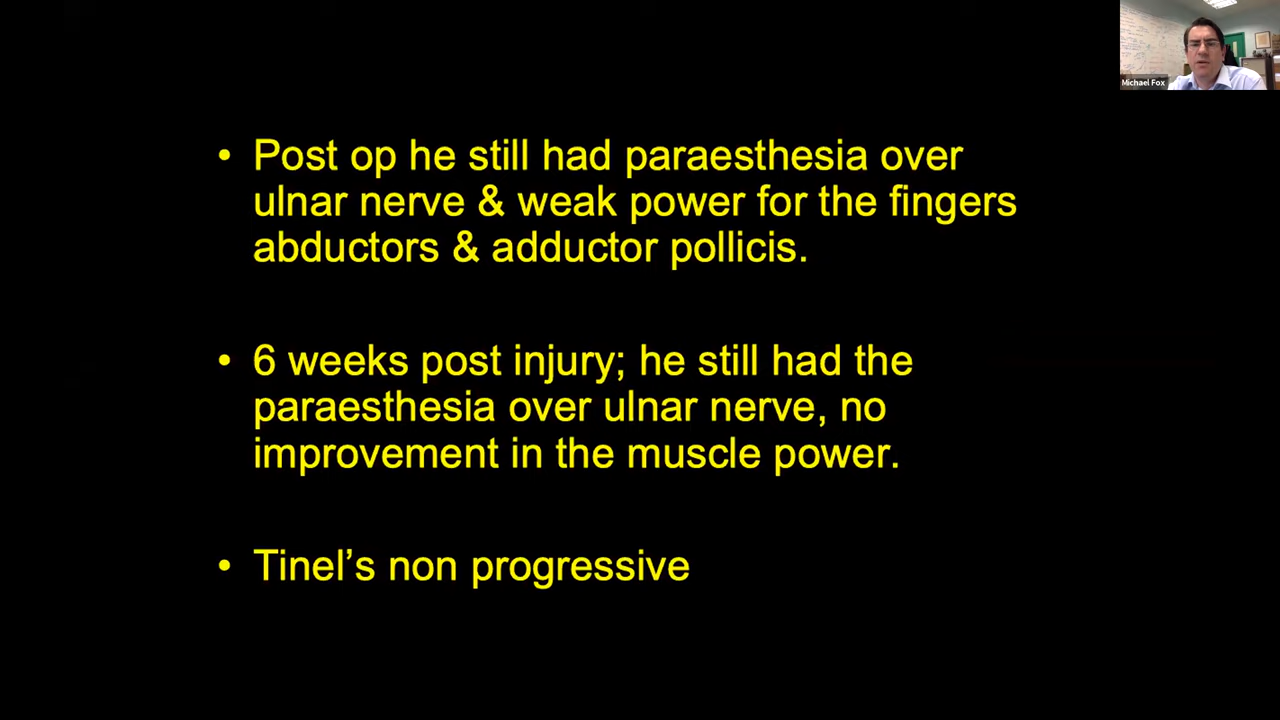 • Post op he still had paraesthesia over
ulnar nerve & weak power for the fingers
abductors & adductor pollicis.
• 6 weeks post injury; he still had the
paraesthesia over ulnar nerve, no
improvement in the muscle power.
• Tinel’s non progressive
Michael Fox